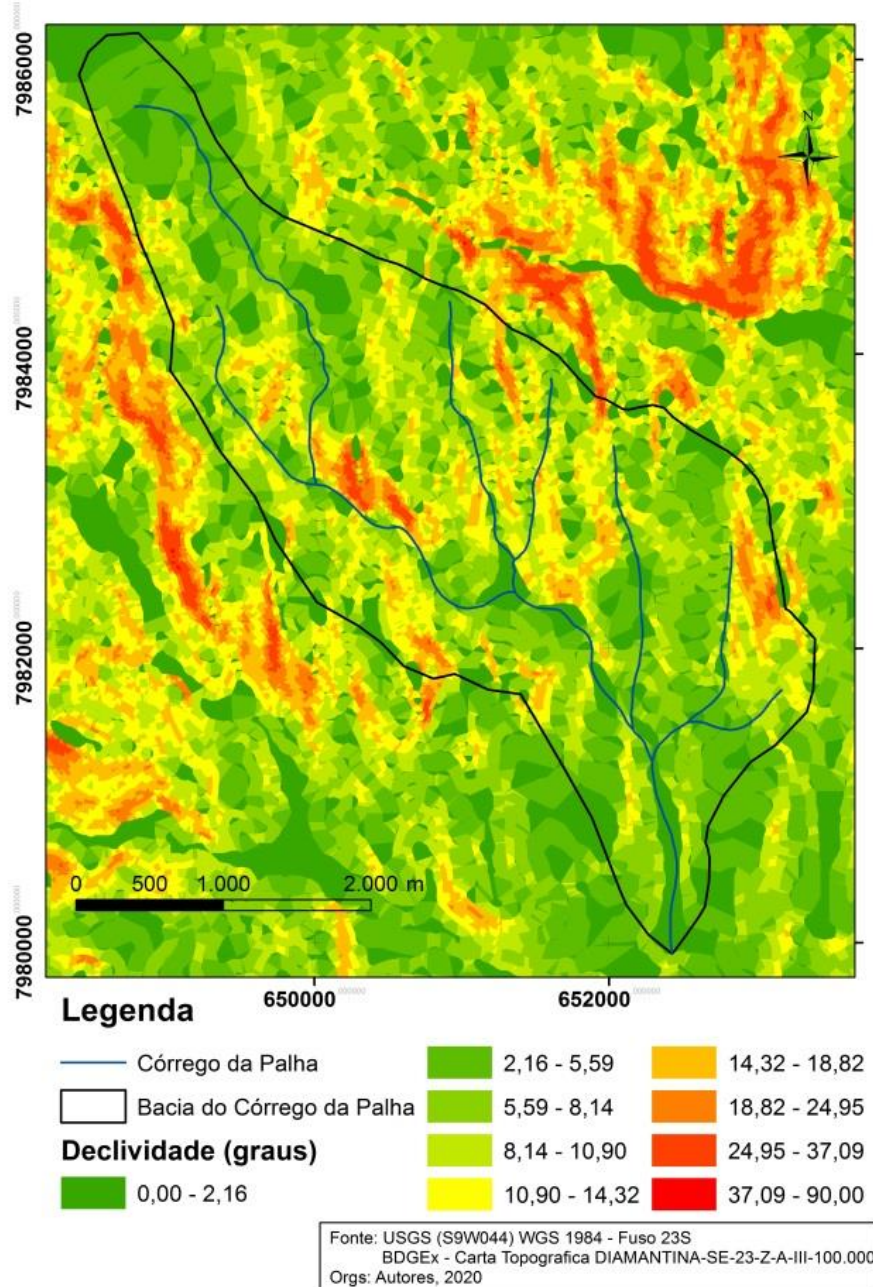 7986000
7984000
7982000
7980000
N
0 500 1.000 2.000 m
650000 652000
Legenda
Córrego da Palha
Bacia do Córrego da Palha
Declividade (graus)
0,00 - 2,16
2,16 - 5,59
5,59 - 8,14
8,14 - 10,90
10,90 - 14,32
14,32 - 18,82
18,82 - 24,95
24,95 - 37,09
37,09 - 90,00
Fonte: USGS (S9W044) WGS 1984 - Fuso 23S
BDGEx - Carta Topografica DIAMANTINA-SE-23-Z-A-III-100.000
Orgs: Autores, 2020